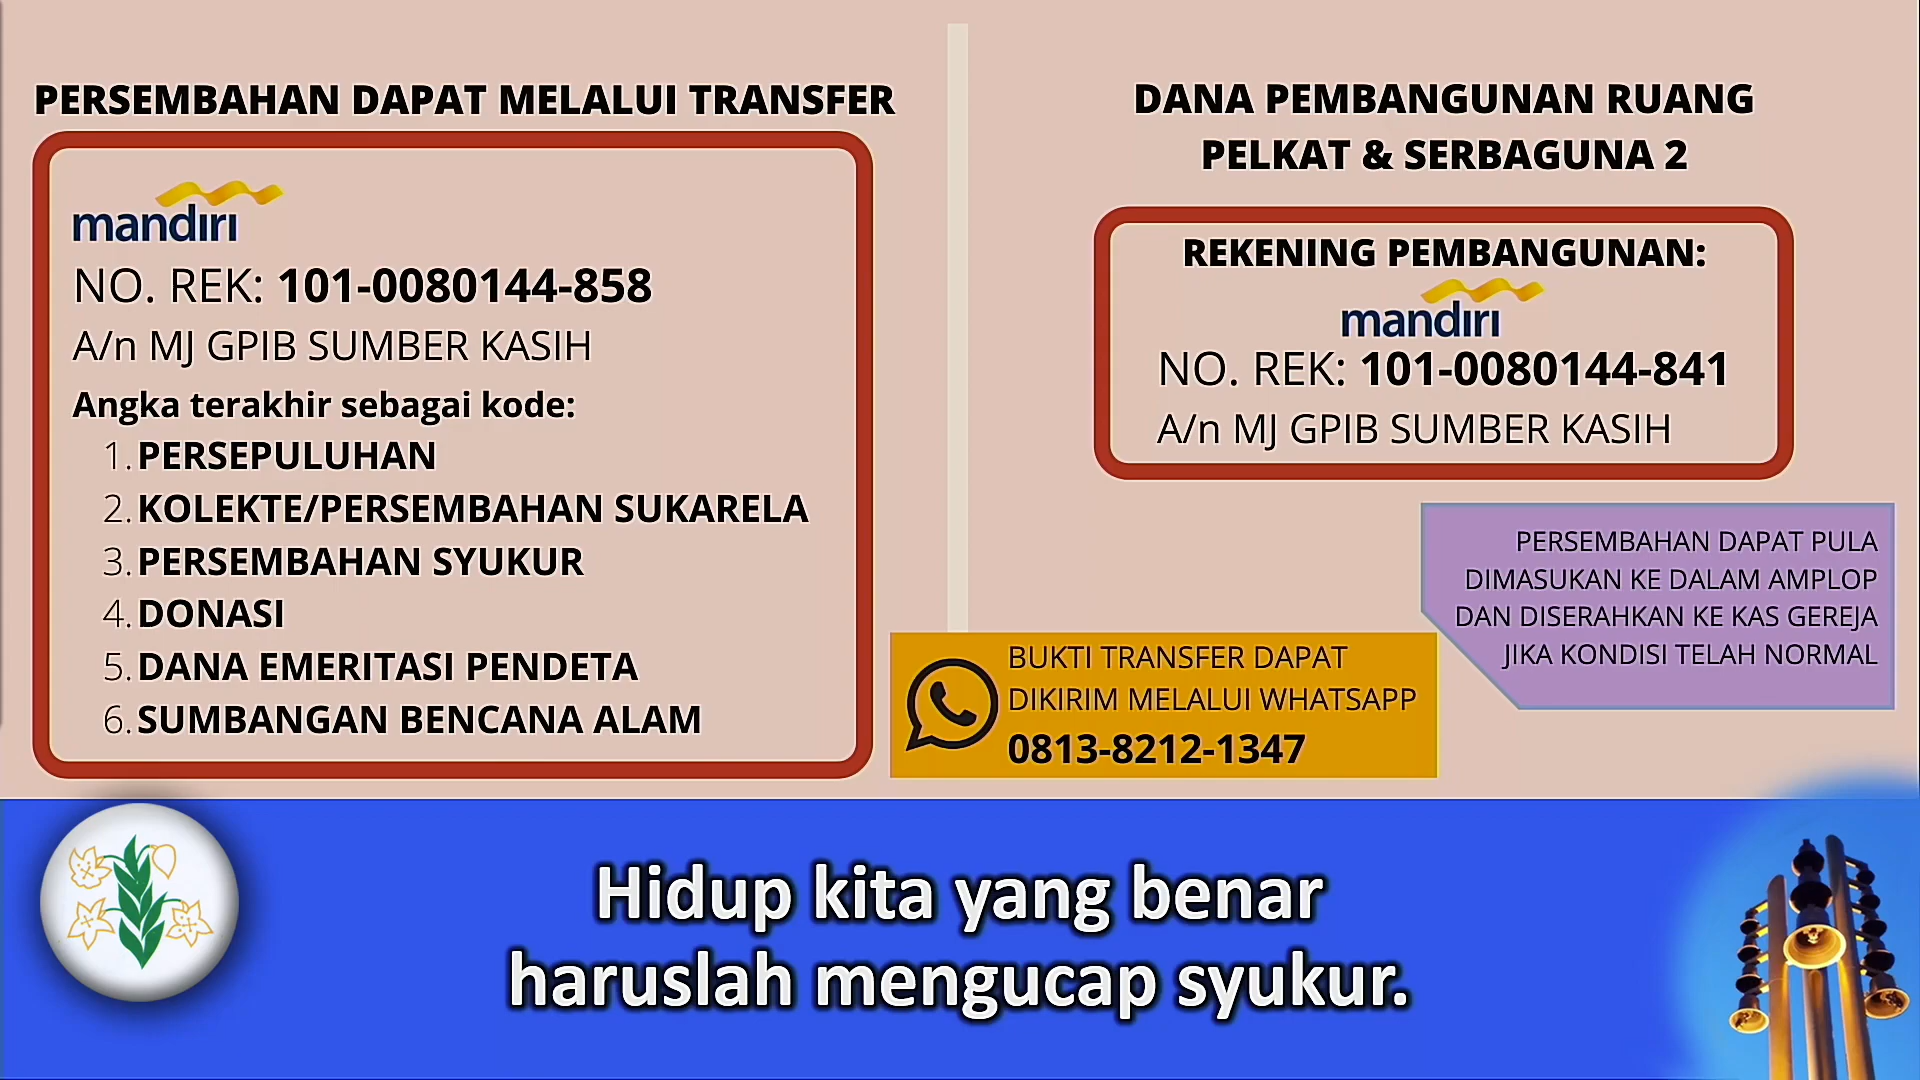 PERSEMBAHAN DAPAT MELALUI TRANSFER
mandiri
NO. REK: 101-0080144-858
A/n MJ GPIB SUMBER KASIH
Angka terakhir sebagai kode:
1. PERSEPULUHAN
2. KOLEKTE/PERSEMBAHAN SUKARELA
3. PERSEMBAHAN SYUKUR
4. DONASI
5. DANA EMERITASI PENDETA
6. SUMBANGAN BENCANA ALAM
DANA PEMBANGUNAN RUANG
PELKAT & SERBAGUNA 2
REKENING PEMBANGUNAN:
mandiri
NO. REK: 101-0080144-841
A/n MJ GPIB SUMBER KASIH
PERSEMBAHAN DAPAT PULA
DIMASUKAN KE DALAM AMPLOP
DAN DISERAHKAN KE KAS GEREJA
JIKA KONDISI TELAH NORMAL
BUKTI TRANSFER DAPAT
DIKIRIM MELALUI WHATSAPP
0813-8212-1347
Hidup kita yang benar
haruslah mengucap syukur.